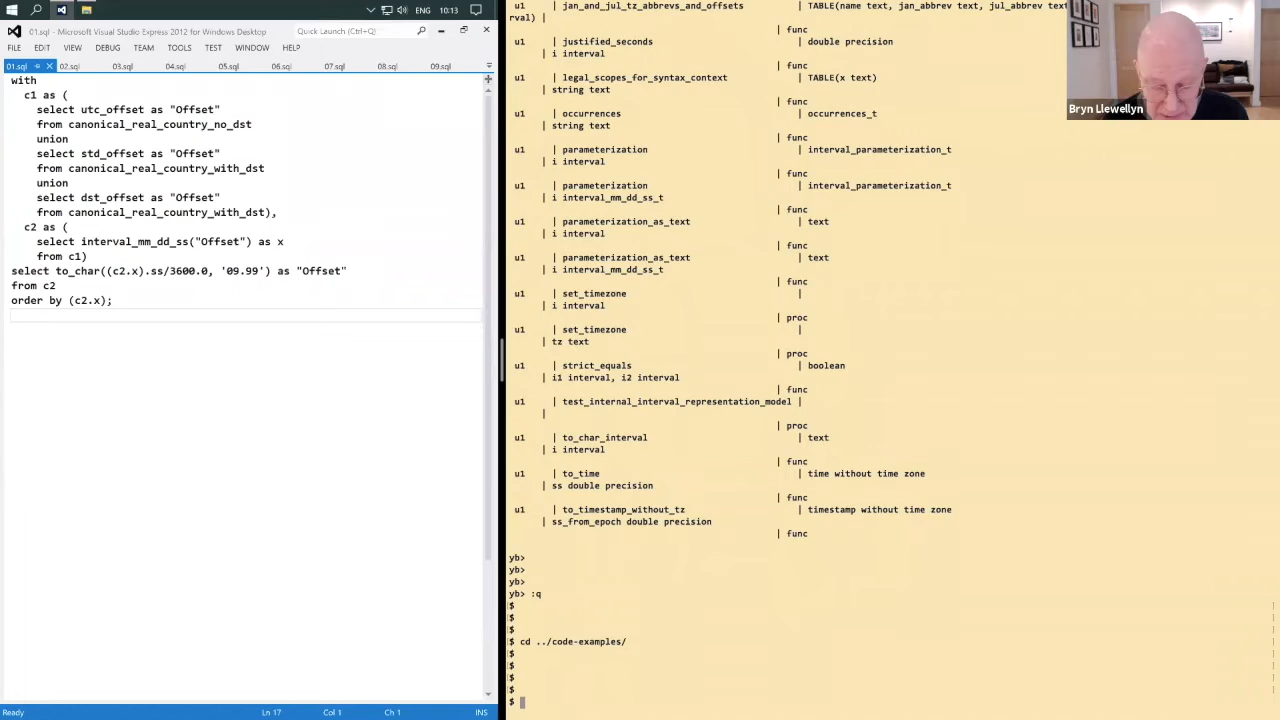 ENG 10:13
01.sql - Microsoft Visual Studio Express 2012 for Windows Desktop
Quick Launch (Ctrl+Q)
FILE EDIT VIEW DEBUG TEAM TOOLS TEST WINDOW HELP
01.sql 02.sql 03.sql 04.sql 05.sql 06.sql 07.sql 08.sql 09.sql
with
c1 as (
select utc_offset as "Offset"
from canonical_real_country_no_dst
union
select std_offset as "Offset"
from canonical_real_country_with_dst
union
select dst_offset as "Offset"
from canonical_real_country_with_dst),
c2 as (
select interval_mm_dd_ss("Offset") as x
from c1)
select to_char((c2.x).ss/3600.0, '09.99') as "Offset"
from c2
order by (c2.x);
Ready Ln 17 Col 1 Ch 1 INS
u1 | jan_and_jul_tz_abbrevs_and_offsets | TABLE(name text, jan_abbrev text, jul_abbrev text
rval) |
| func
u1 | justified_seconds | double precision
| i interval
| func
u1 | legal_scopes_for_syntax_context | TABLE(x text)
| string text
| func
u1 | occurrences | occurrences_t
| string text
| func
u1 | parameterization | interval_parameterization_t
| i interval
| func
u1 | parameterization | interval_parameterization_t
| i interval_mm_dd_ss_t
| func
u1 | parameterization_as_text | text
| i interval
| func
u1 | parameterization_as_text | text
| i interval_mm_dd_ss_t
| func
u1 | set_timezone |
| i interval
| proc
u1 | set_timezone |
| tz text
| proc
u1 | strict_equals | boolean
| i1 interval, i2 interval
| func
u1 | test_internal_interval_representation_model |
|
| proc
u1 | to_char_interval | text
| i interval
| func
u1 | to_time | time without time zone
| ss double precision
| func
u1 | to_timestamp_without_tz | timestamp without time zone
| ss_from_epoch double precision
| func
yb>
yb>
yb>
yb> :q
$
$
$
$ cd ../code-examples/
$
$
$
$
$
Bryn Llewellyn